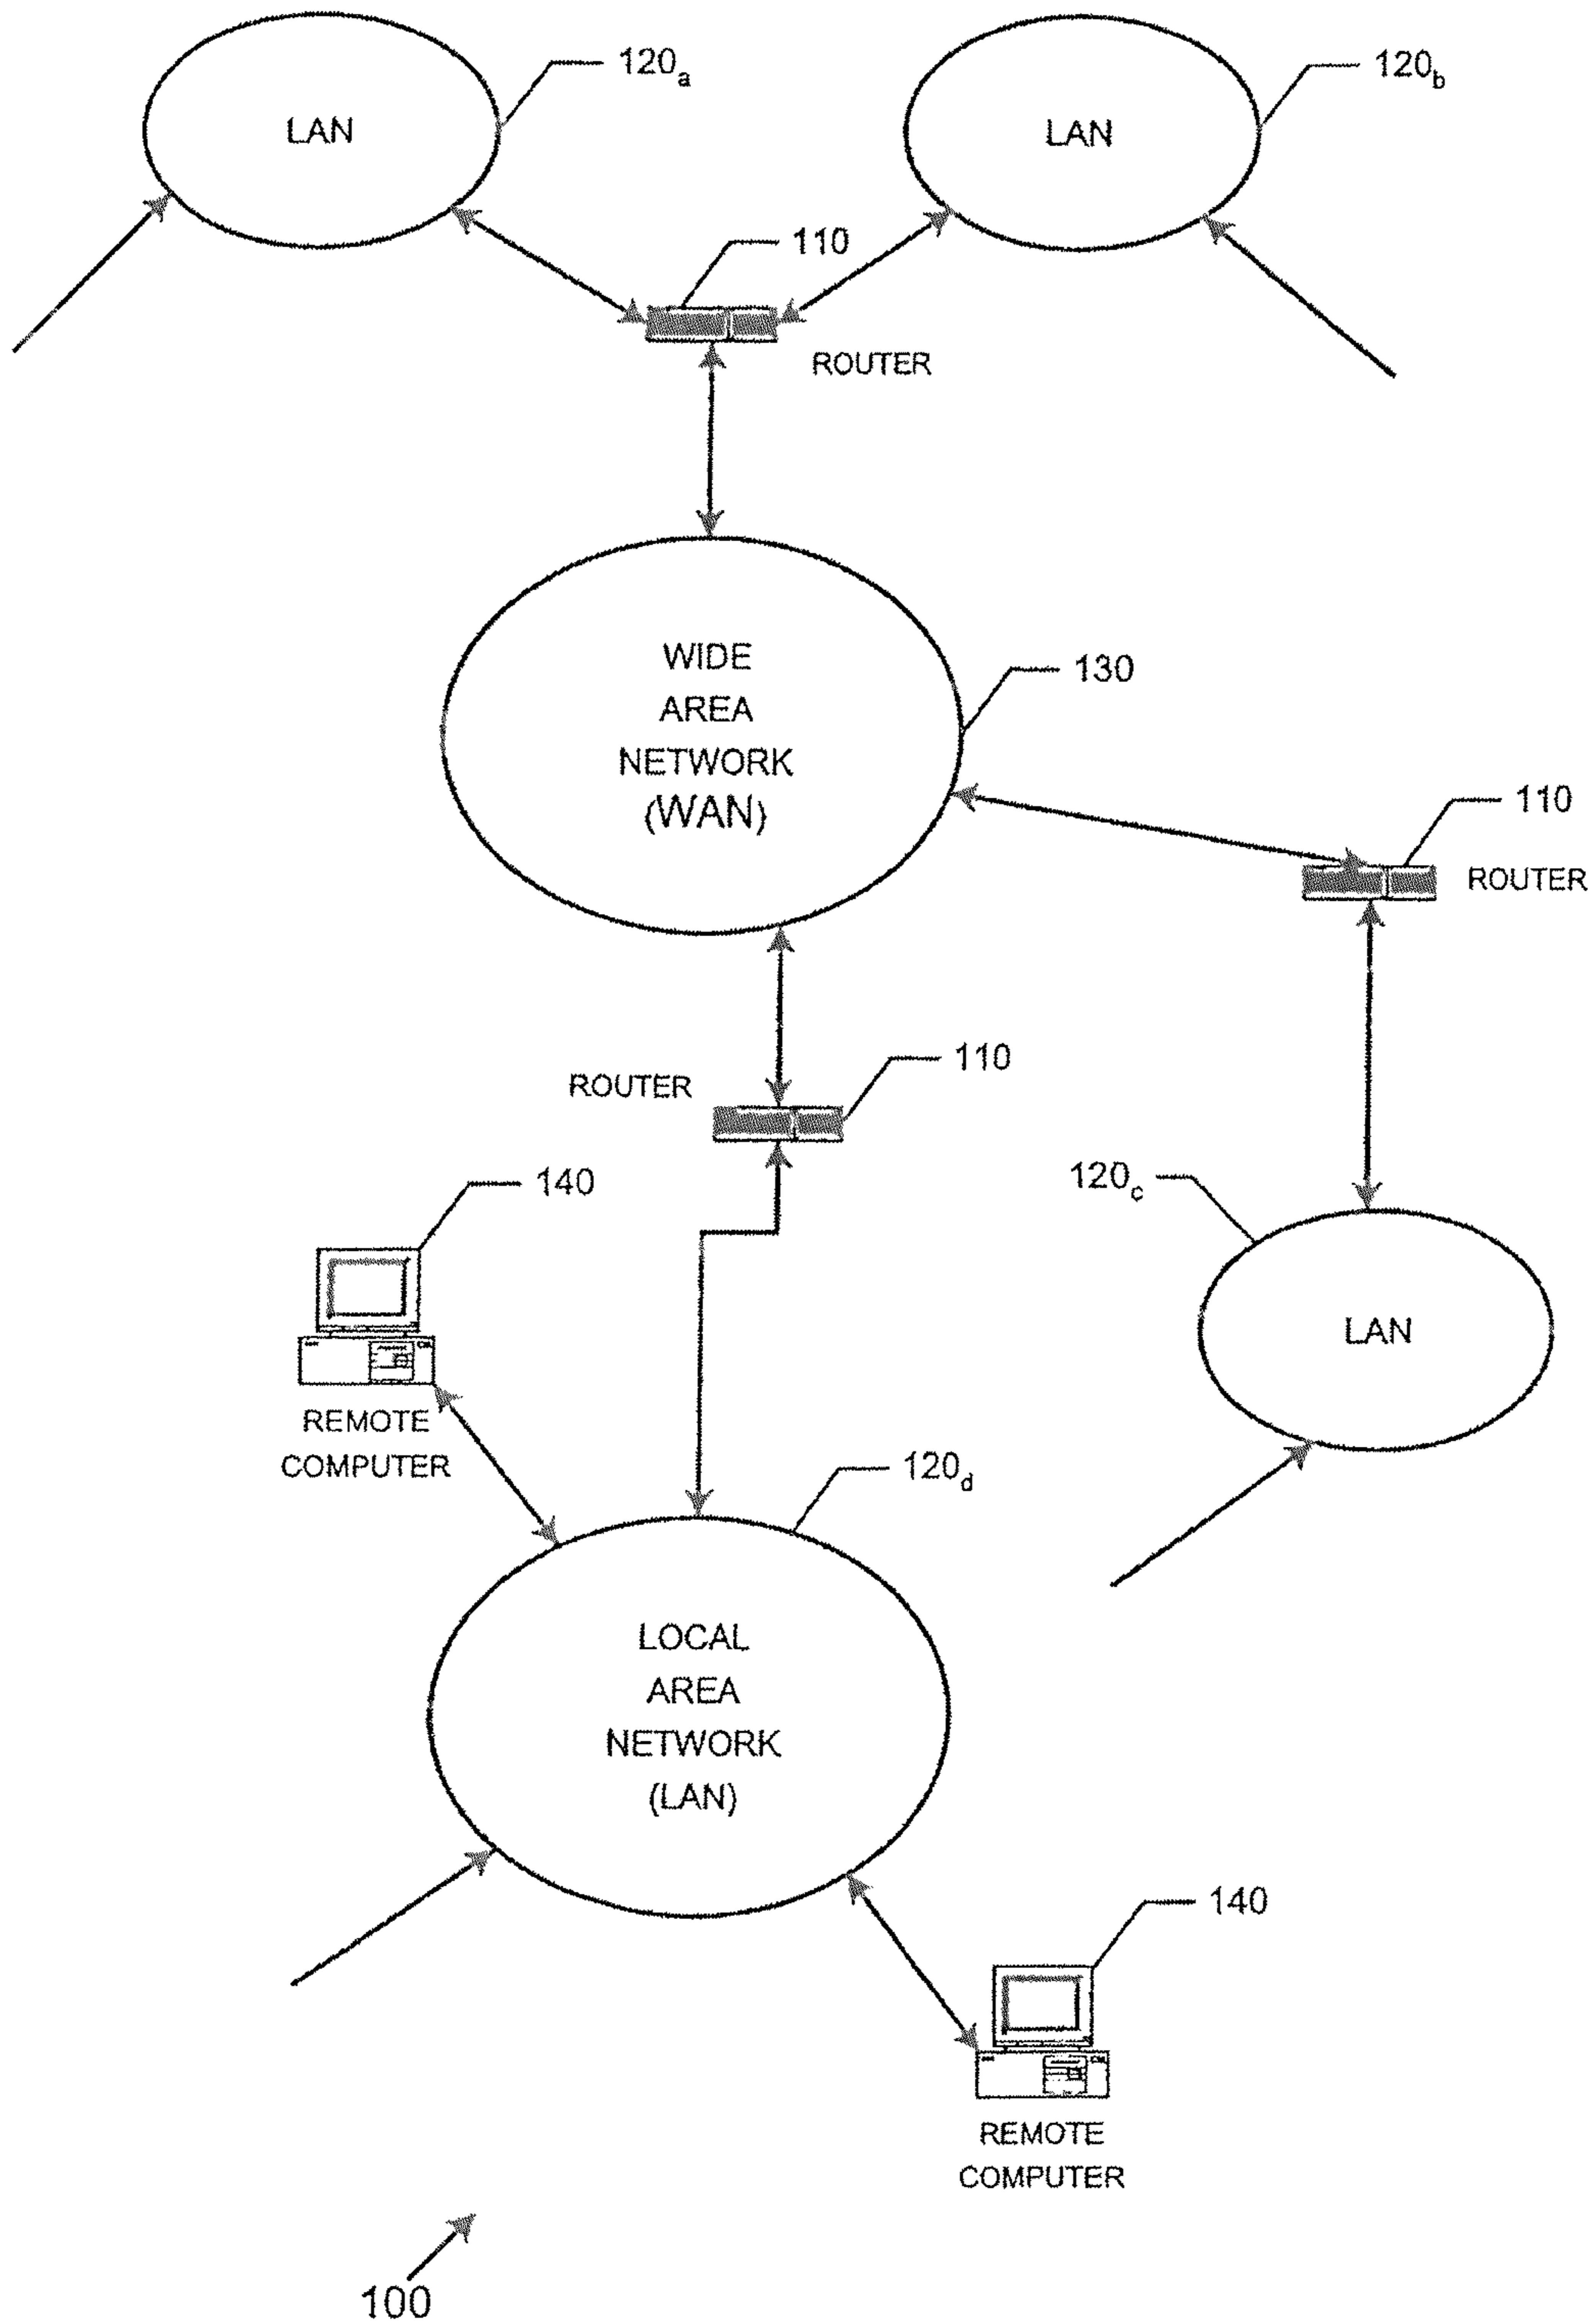 120a
LAN
120b
LAN
110
ROUTER
WIDE
AREA
NETWORK
(WAN)
130
110
ROUTER
ROUTER
110
140
REMOTE
COMPUTER
120c
LAN
120d
LOCAL
AREA
NETWORK
(LAN)
140
REMOTE
COMPUTER
100